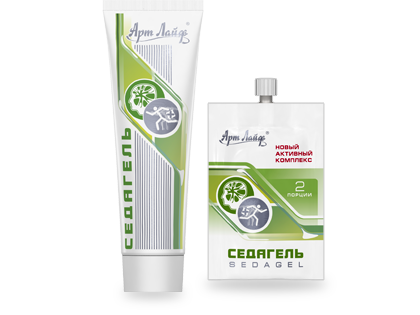 Арт Лайф
СЕДАГЕЛЬ
Арт Лайф
НОВЫЙ
АКТИВНЫЙ
КОМПЛЕКС
2
ПОРЦИИ
СЕДАГЕЛЬ
SEDAGEL